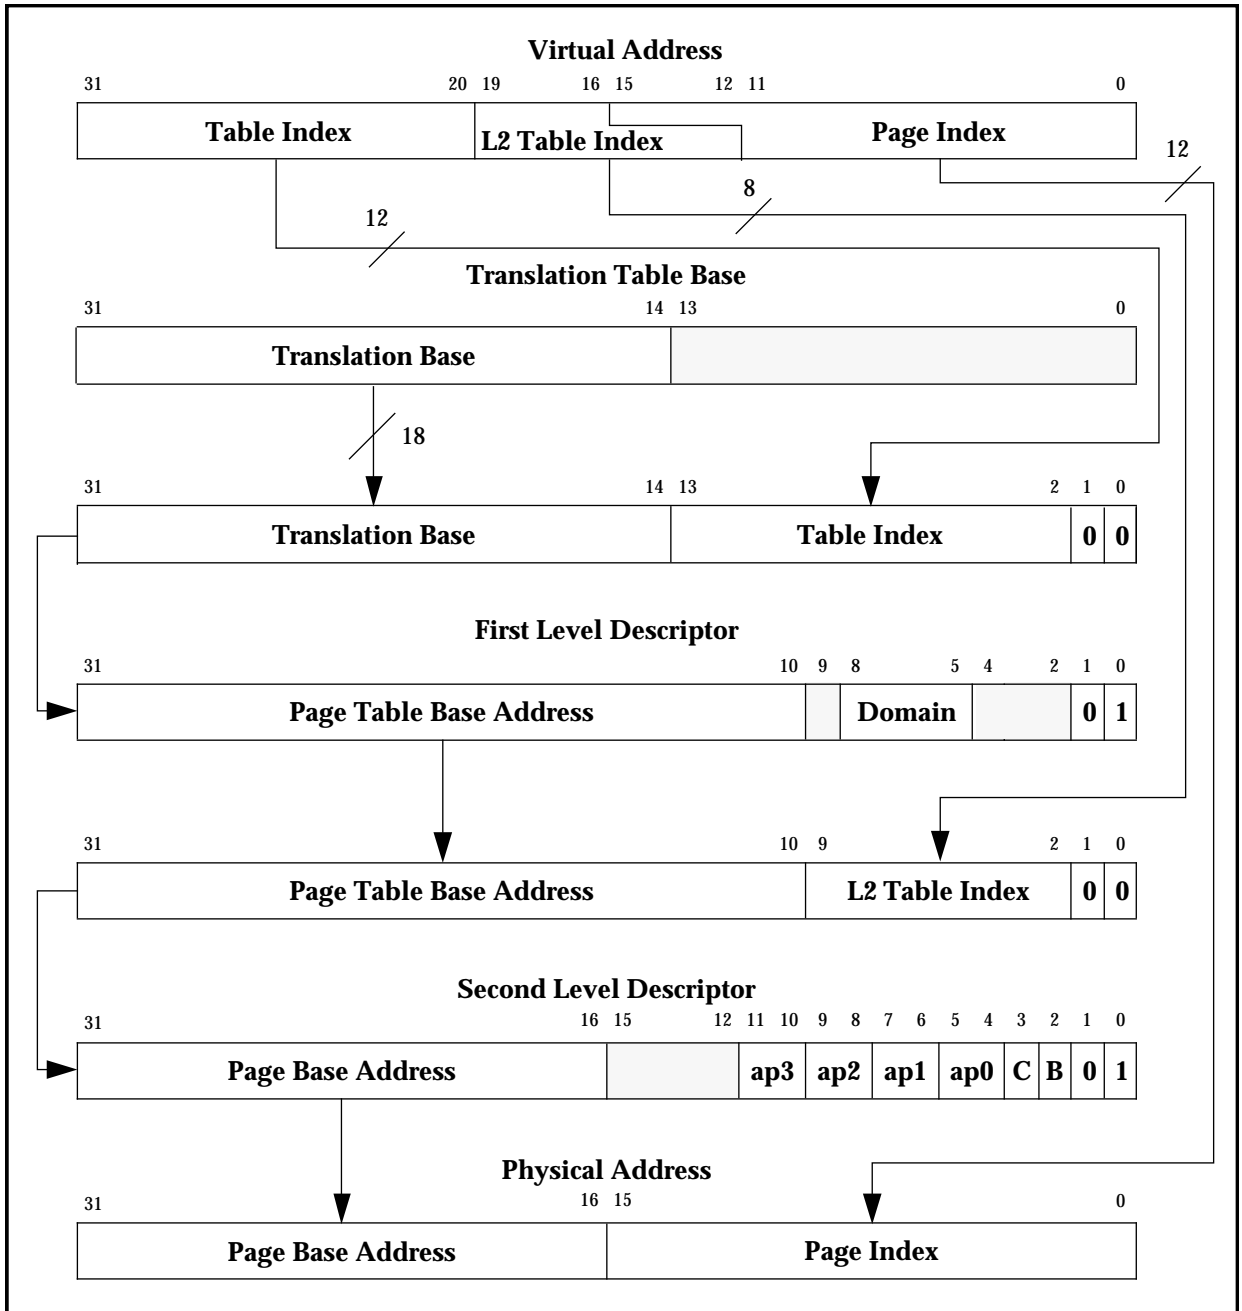 Virtual Address
31 20 19 16 15 12 11 0
Table Index L2 Table Index Page Index
12
8
12
Translation Table Base
31 14 13 0
Translation Base
18
31 14 13 2 1 0
Translation Base Table Index 0 0
First Level Descriptor
31 10 9 8 5 4 2 1 0
Page Table Base Address Domain 0 1
31 10 9 2 1 0
Page Table Base Address L2 Table Index 0 0
Second Level Descriptor
31 16 15 12 11 10 9 8 7 6 5 4 3 2 1 0
Page Base Address ap3 ap2 ap1 ap0 C B 0 1
Physical Address
31 16 15 0
Page Base Address Page Index